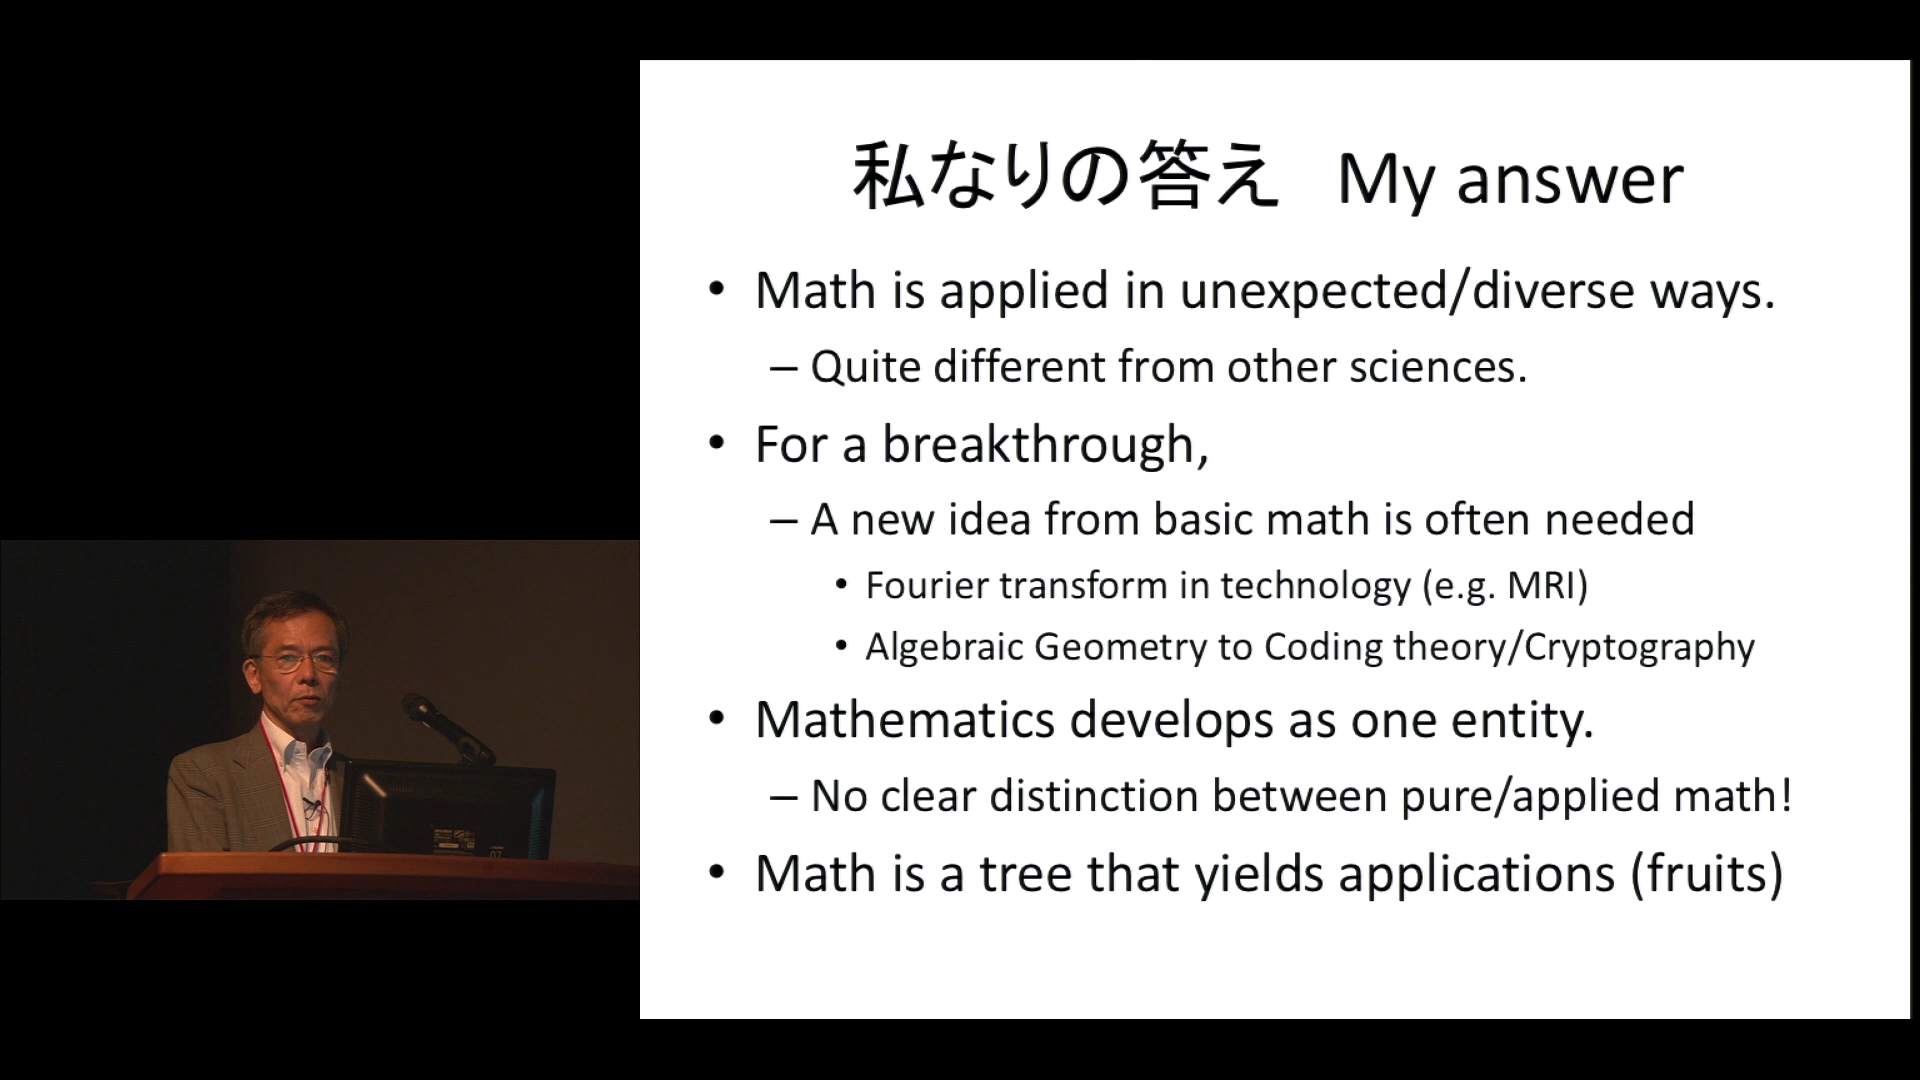 私なりの答え My answer
• Math is applied in unexpected/diverse ways.
– Quite different from other sciences.
• For a breakthrough,
– A new idea from basic math is often needed
• Fourier transform in technology (e.g. MRI)
• Algebraic Geometry to Coding theory/Cryptography
• Mathematics develops as one entity.
– No clear distinction between pure/applied math!
• Math is a tree that yields applications (fruits)
07